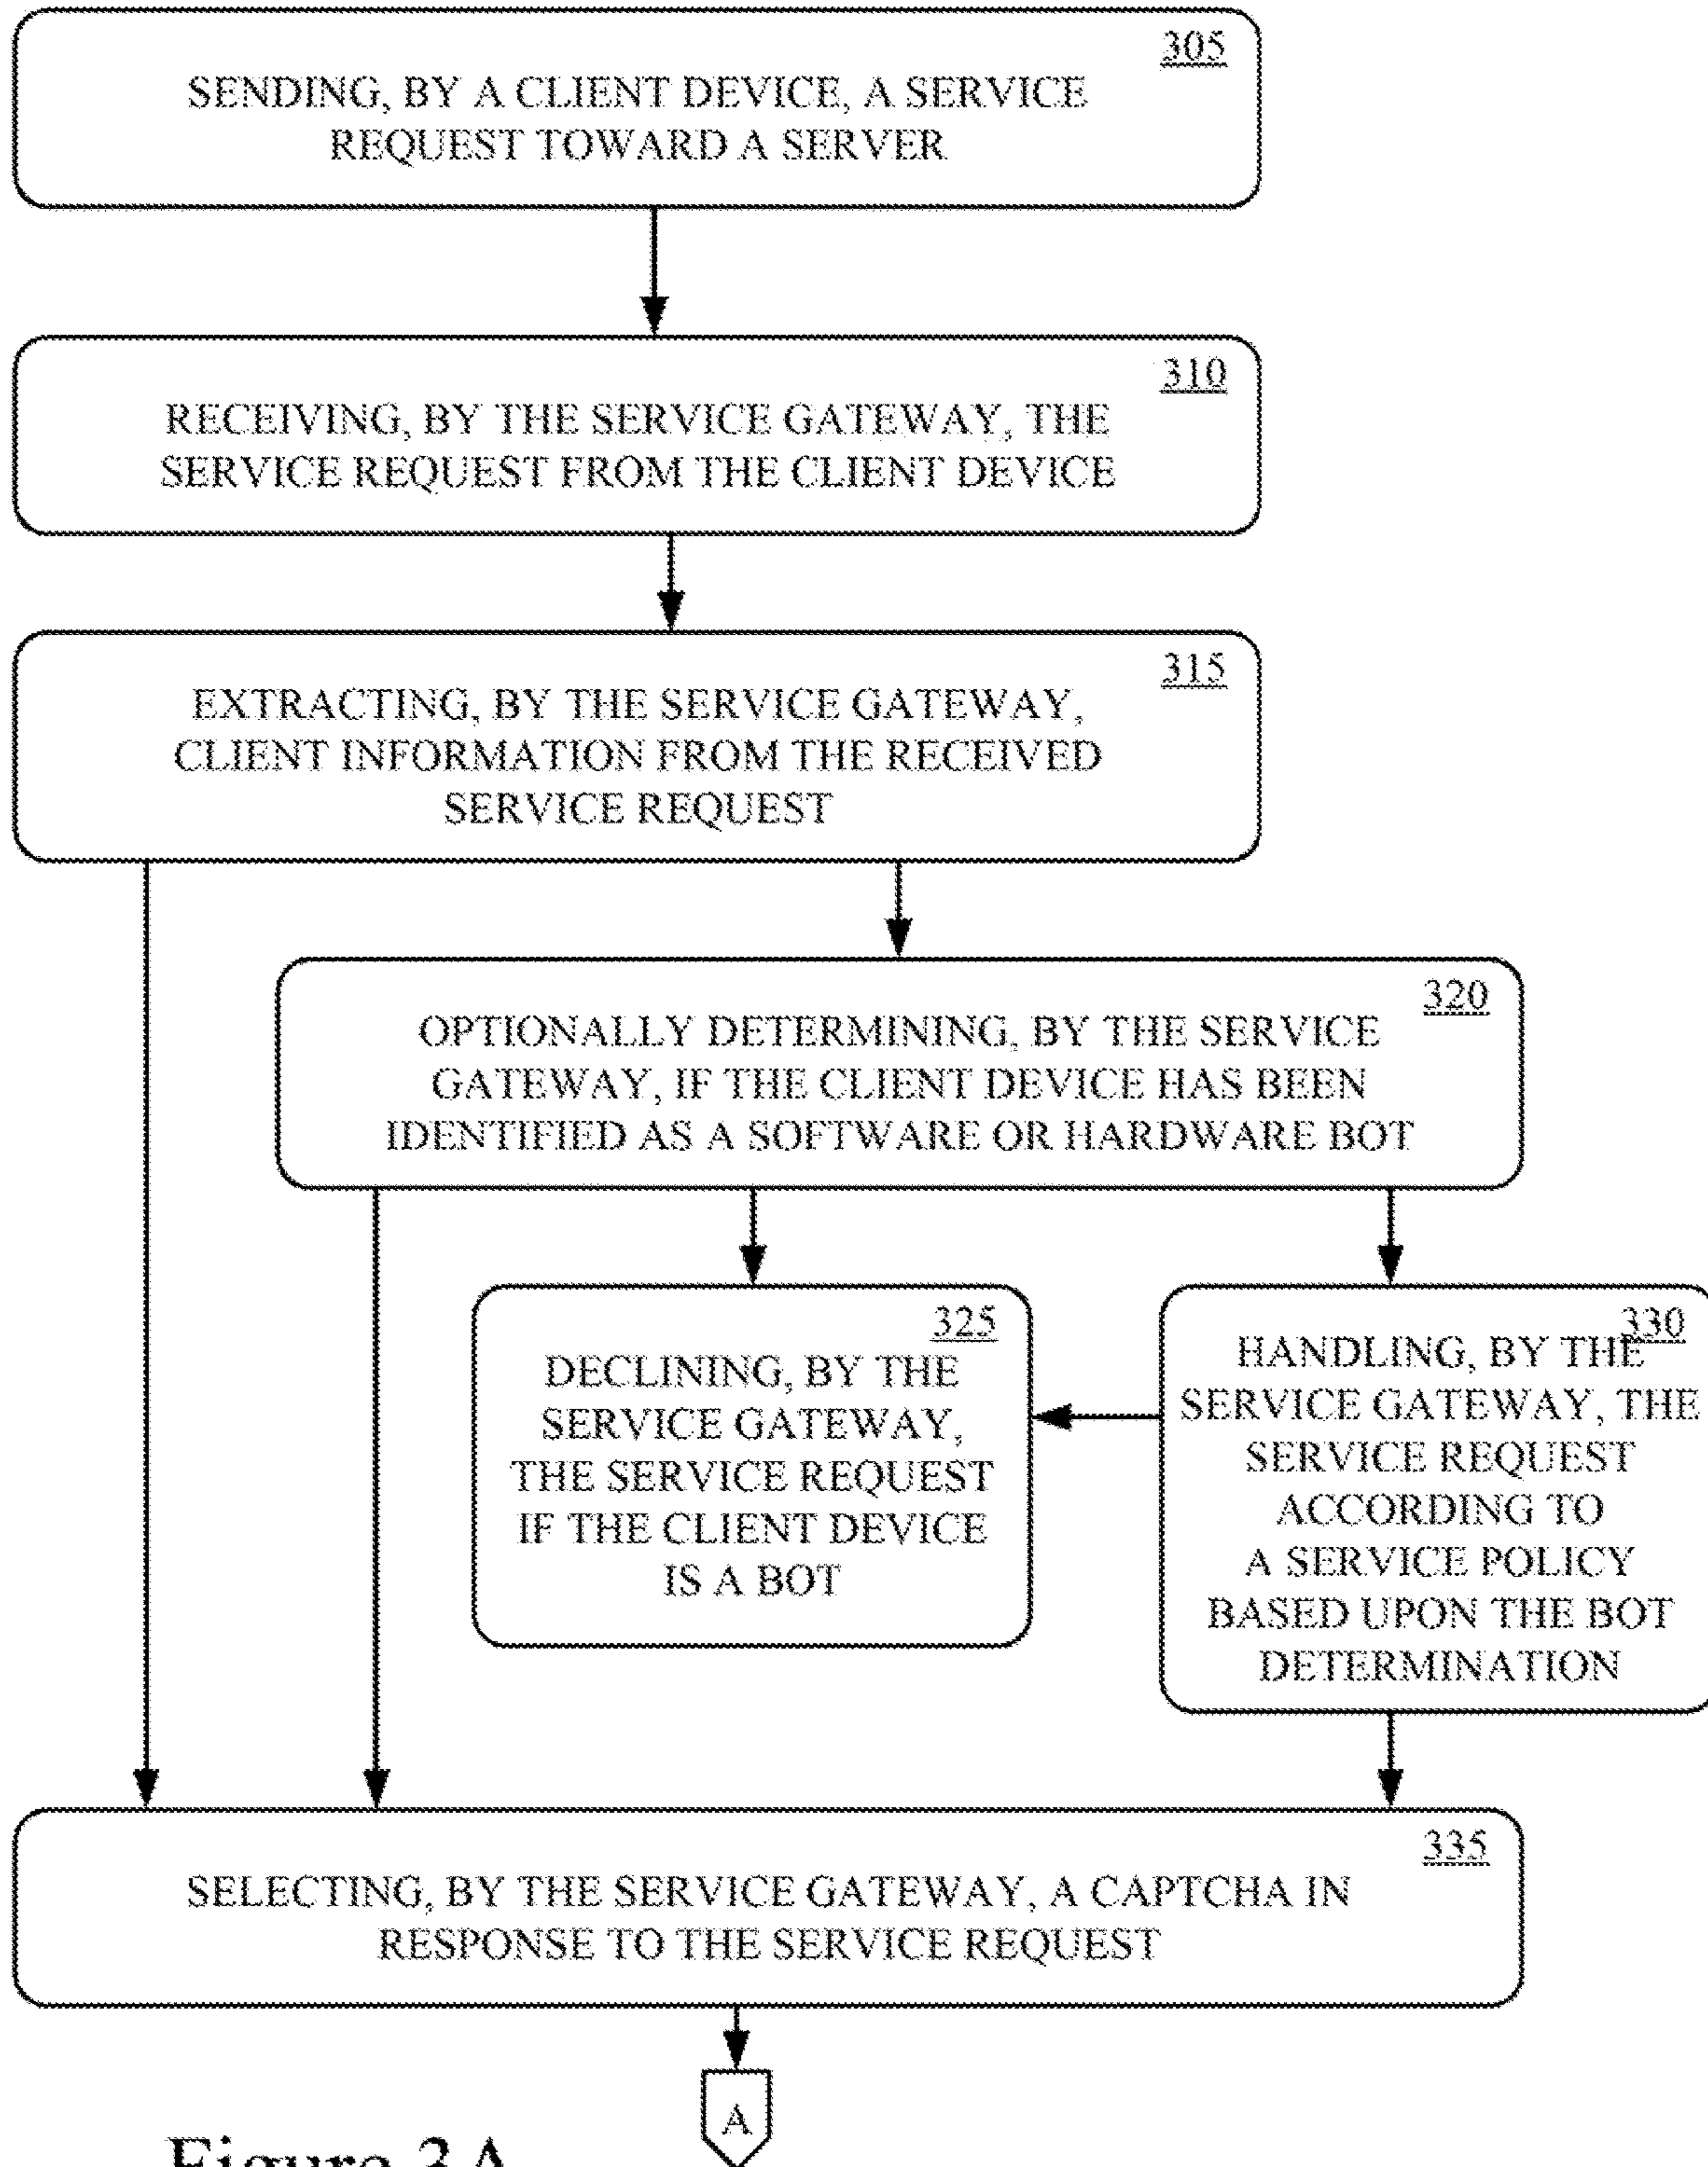 305
SENDING, BY A CLIENT DEVICE, A SERVICE
REQUEST TOWARD A SERVER
310
RECEIVING, BY THE SERVICE GATEWAY, THE
SERVICE REQUEST FROM THE CLIENT DEVICE
315
EXTRACTING, BY THE SERVICE GATEWAY,
CLIENT INFORMATION FROM THE RECEIVED
SERVICE REQUEST
320
OPTIONALLY DETERMINING, BY THE SERVICE
GATEWAY, IF THE CLIENT DEVICE HAS BEEN
IDENTIFIED AS A SOFTWARE OR HARDWARE BOT
325
DECLINING, BY THE
SERVICE GATEWAY,
THE SERVICE REQUEST
IF THE CLIENT DEVICE
IS A BOT
330
HANDLING, BY THE
SERVICE GATEWAY, THE
SERVICE REQUEST
ACCORDING TO
A SERVICE POLICY
BASED UPON THE BOT
DETERMINATION
335
SELECTING, BY THE SERVICE GATEWAY, A CAPTCHA IN
RESPONSE TO THE SERVICE REQUEST
A
Figure 3A